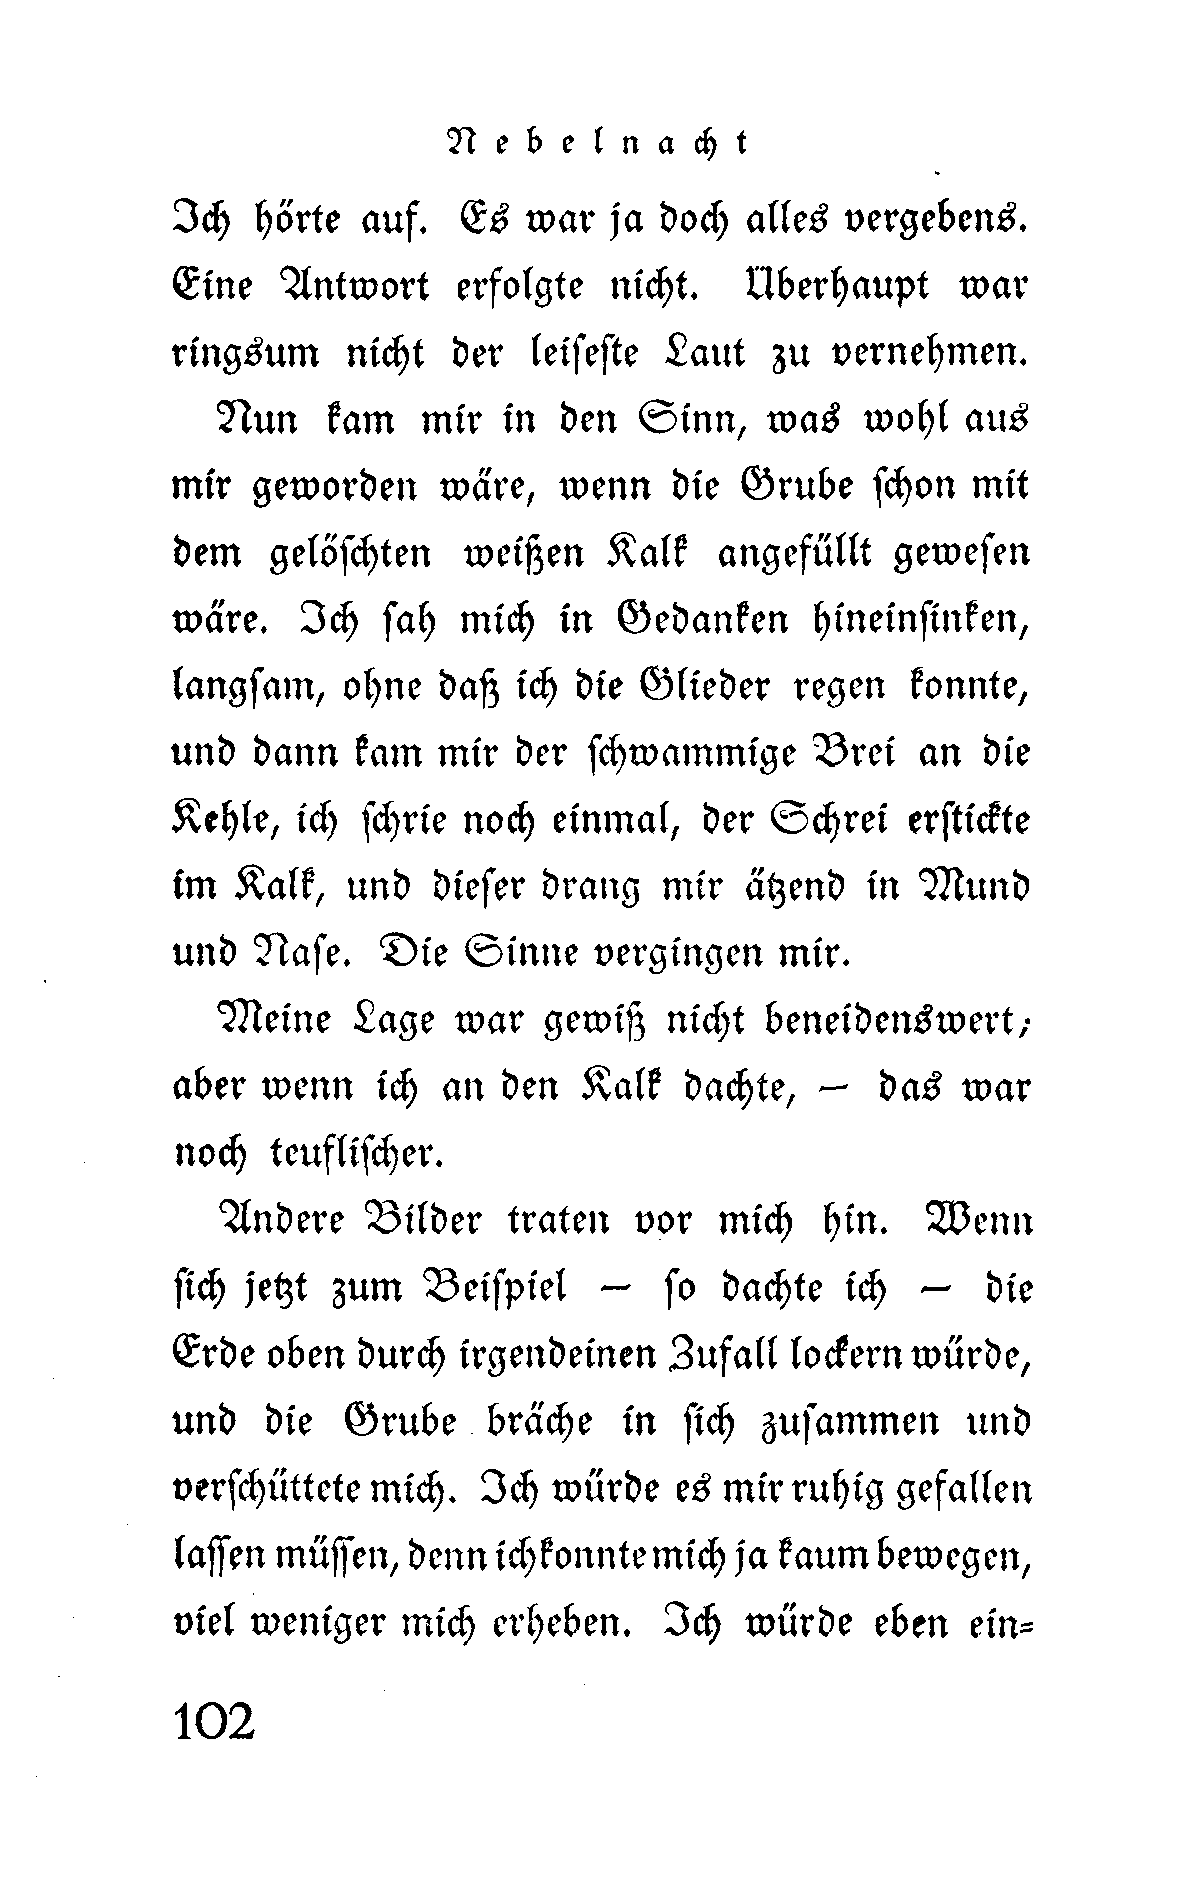 Nebelnacht
Ich hörte auf. Es war ja doch alles vergebens.
Eine Antwort erfolgte nicht. Überhaupt war
ringsum nicht der leiseste Laut zu vernehmen.
Nun kam mir in den Sinn, was wohl aus
mir geworden wäre, wenn die Grube schon mit
dem gelöschten weißen Kalk angefüllt gewesen
wäre. Ich sah mich in Gedanken hineinsinken,
langsam, ohne daß ich die Glieder regen konnte,
und dann kam mir der schwammige Brei an die
Kehle, ich schrie noch einmal, der Schrei erstickte
im Kalk, und dieser drang mir ätzend in Mund
und Nase. Die Sinne vergingen mir.
Meine Lage war gewiß nicht beneidenswert;
aber wenn ich an den Kalk dachte, — das war
noch teuflischer.
Andere Bilder traten vor mich hin. Wenn
sich jetzt zum Beispiel — so dachte ich — die
Erde oben durch irgendeinen Zufall lockern würde,
und die Grube bräche in sich zusammen und
verschüttete mich. Ich würde es mir ruhig gefallen
lassen müssen, denn ich konnte mich ja kaum bewegen,
viel weniger mich erheben. Ich würde eben ein-
102